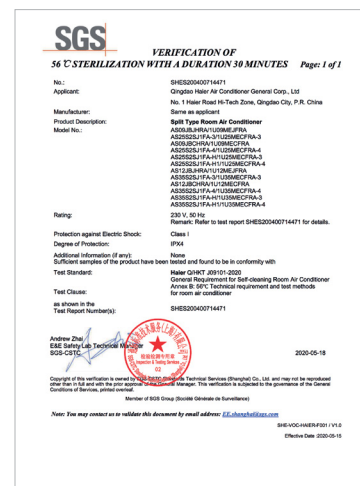 SGS
VERIFICATION OF
56℃ STERILIZATION WITH A DURATION 30 MINUTES Page: 1 of 1
No.: SHES200400714471
Applicant: Qingdao Haier Air Conditioner General Corp., Ltd
No. 1 Haier Road Hi-Tech Zone, Qingdao City, P.R. China
Manufacturer: Same as applicant
Product Description: Split Type Room Air Conditioner
Model No.: AS09JBJHRA/1U09MEJFRA
AS25S2SJ1FA-3/1U25MECFRA-3
AS09JBCHRA/1U09MECFRA
AS25S2SJ1FA-4/1U25MECFRA-4
AS25S2SJ1FA-H/1U25MECFRA-3
AS25S2SJ1FA-H1/1U25MECFRA-4
AS12JBJHRA/1U12MEJFRA
AS35S2SJ1FA-3/1U35MECFRA-3
AS12JBCHRA/1U12MECFRA
AS35S2SJ1FA-4/1U35MECFRA-4
AS35S2SJ1FA-H/1U35MECFRA-3
AS35S2SJ1FA-H1/1U35MECFRA-4
Rating: 230 V, 50 Hz
Remark: Refer to test report SHES200400714471 for details.
Protection against Electric Shock: Class I
Degree of Protection: IPX4
Additional Information (if any): None
Sufficient samples of the product have been tested and found to be in conformity with
Test Standard: Haier Q/HKT J09101-2020
General Requirement for Self-cleaning Room Air Conditioner
Annex B: 56℃ Technical requirement and test methods
Test Clause: for room air conditioner
as shown in the
Test Report Number(s): SHES200400714471
Andrew Zhai
E&E Safety Lab Technical Manager
SGS-CSTC 2020-05-18
检验检测专用章
Inspection & Testing Services
02
Copyright of this verification is owned by SGS-CSTC Standards Technical Services (Shanghai) Co., Ltd. and may not be reproduced
other than in full and with the prior approval of the General Manager. This verification is subjected to the governance of the General
Conditions of Services, printed overleaf.
Member of SGS Group (Société Générale de Surveillance)
Note: You may contact us to validate this document by email address: EE.shanghai@sgs.com
SHE-VOC-HAIER-F001 / V1.0
Effective Date :2020-05-15